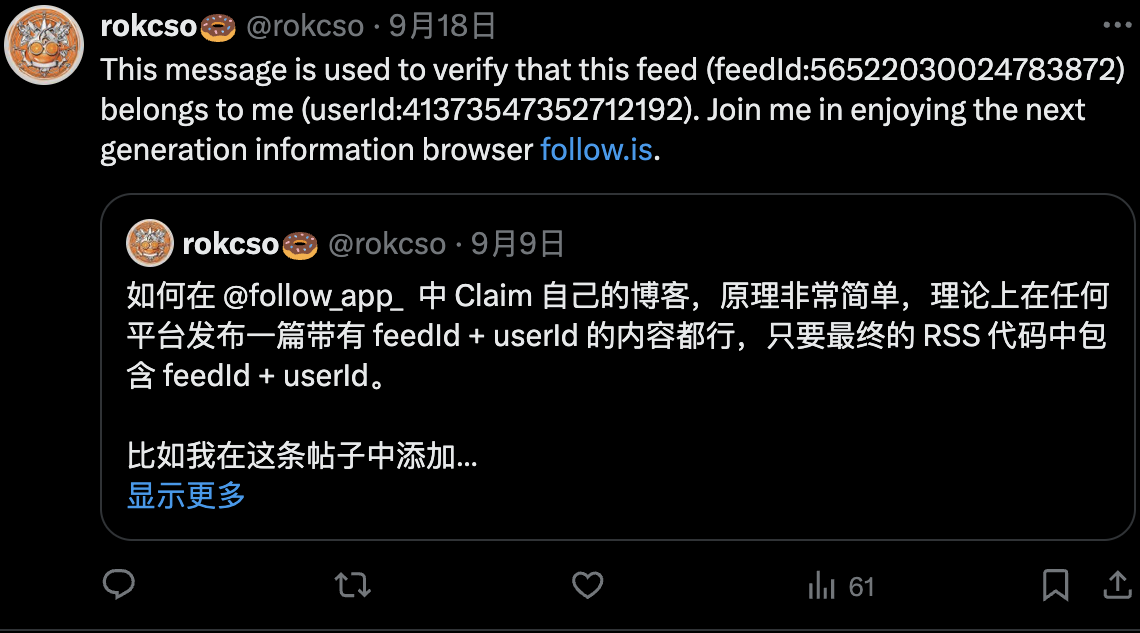 rokcso🍩 @rokcso · 9月18日
This message is used to verify that this feed (feedId:56522030024783872)
belongs to me (userId:41373547352712192). Join me in enjoying the next
generation information browser follow.is.
rokcso🍩 @rokcso · 9月9日
如何在 @follow_app_ 中 Claim 自己的博客，原理非常简单，理论上在任何
平台发布一篇带有 feedId + userId 的内容都行，只要最终的 RSS 代码中包
含 feedId + userId。
比如我在这条帖子中添加...
显示更多
61